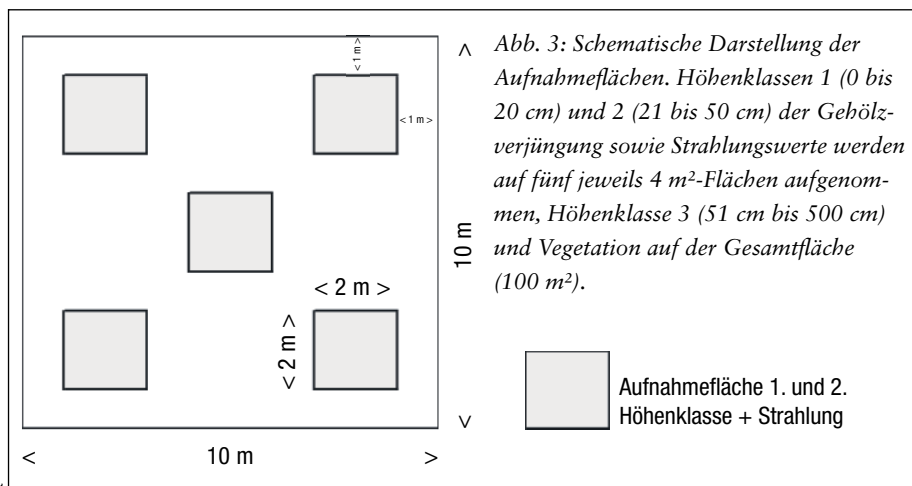 < 1 m >
< 1 m >
< 2 m >
< 2 m >
< 10 m >
< 10 m >
Abb. 3: Schematische Darstellung der
Aufnahmeflächen. Höhenklassen 1 (0 bis
20 cm) und 2 (21 bis 50 cm) der Gehölz-
verjüngung sowie Strahlungswerte werden
auf fünf jeweils 4 m²-Flächen aufgenom-
men, Höhenklasse 3 (51 cm bis 500 cm)
und Vegetation auf der Gesamtfläche
(100 m²).
Aufnahmefläche 1. und 2.
Höhenklasse + Strahlung